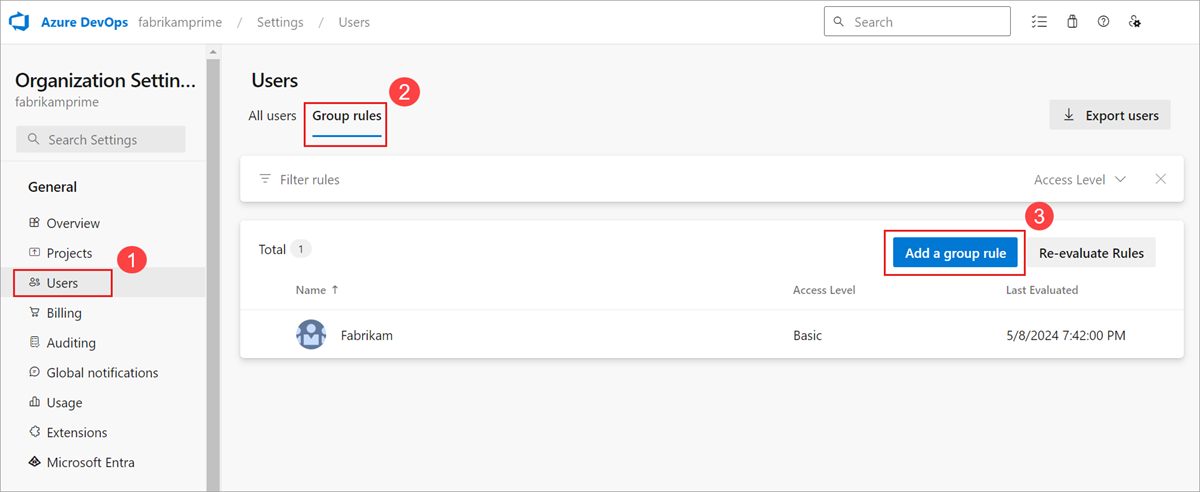 Azure DevOps fabrikamprime / Settings / Users
Search
Organization Settin...
fabrikamprime
Search Settings
General
Overview
Projects
1
Users
Billing
Auditing
Global notifications
Usage
Extensions
Microsoft Entra
Users
2
All users Group rules
Export users
Filter rules Access Level
3
Total 1
Add a group rule Re-evaluate Rules
Name ↑ Access Level Last Evaluated
Fabrikam Basic 5/8/2024 7:42:00 PM